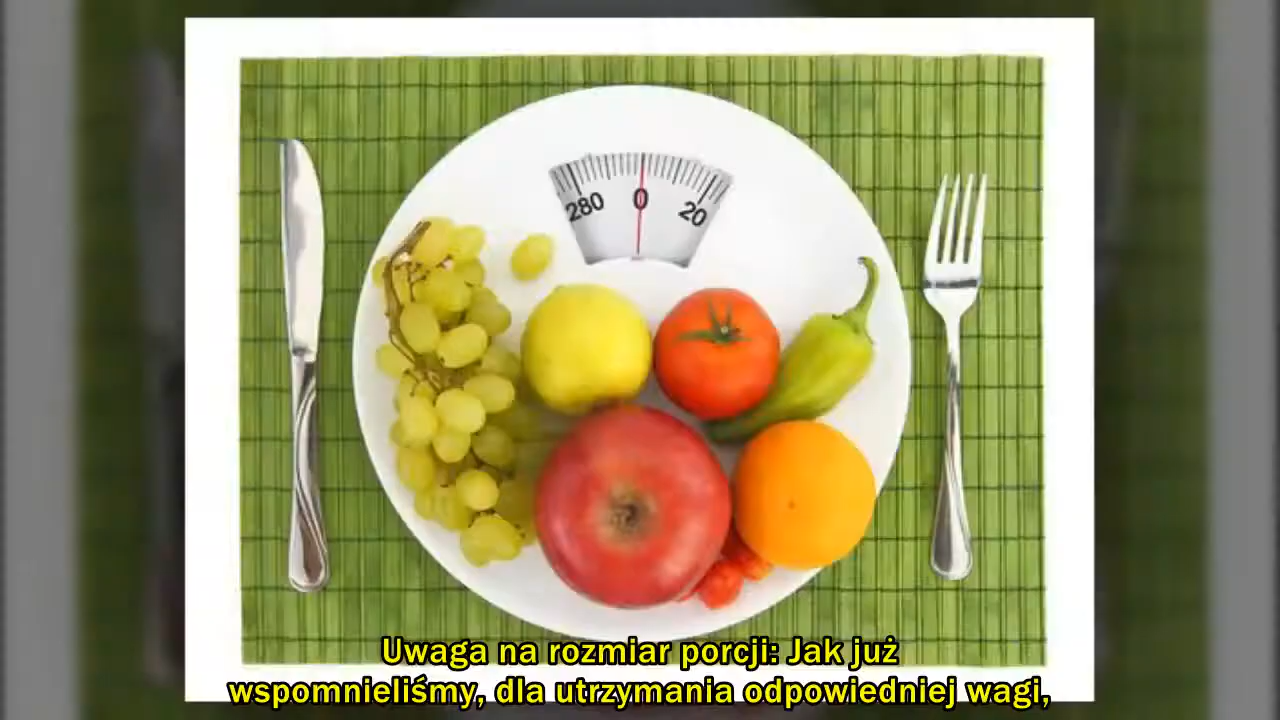 280 0 20
Uwaga na rozmiar porcji: Jak już
wspomnieliśmy, dla utrzymania odpowiedniej wagi,